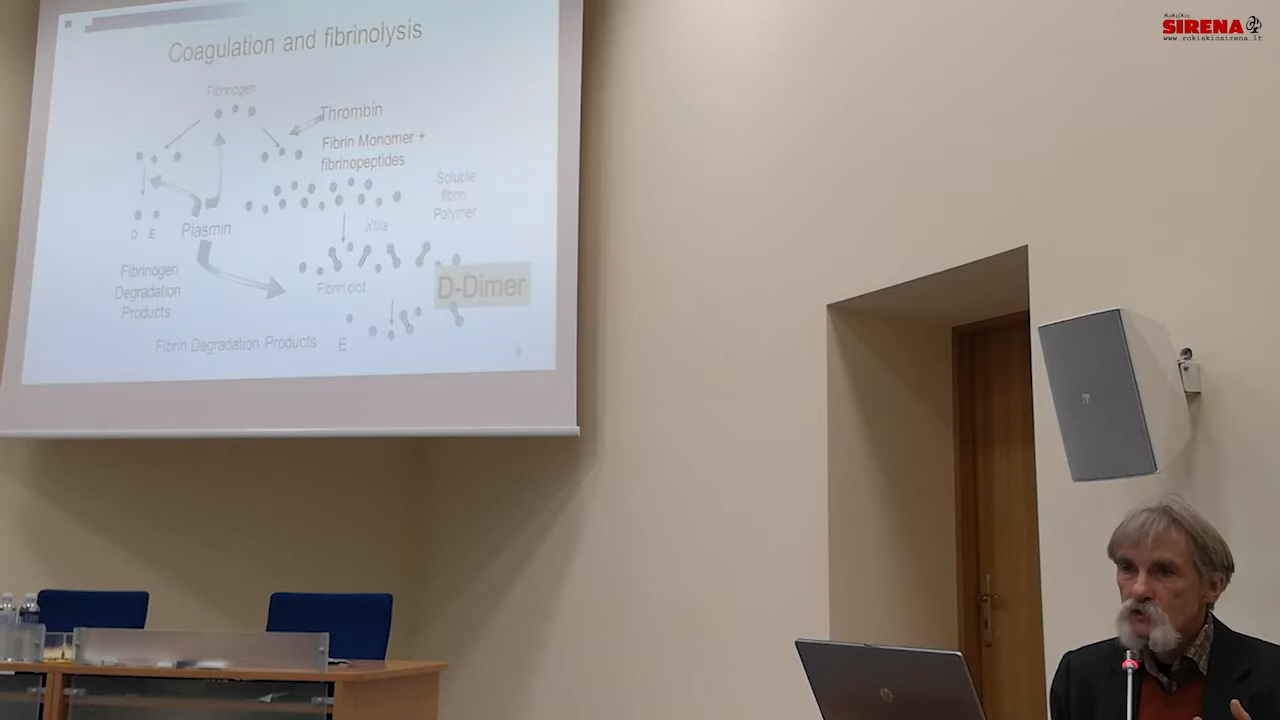 Rokiškio
SIRENA
www.rokiskiosirena.lt
Coagulation and fibrinolysis
Fibrinogen
Thrombin
Fibrin Monomer +
fibrinopeptides
Soluble
fibrin
Polymer
D E
Plasmin
XIIIa
Fibrinogen
Degradation
Products
Fibrin clot
D-Dimer
Fibrin Degradation Products
E